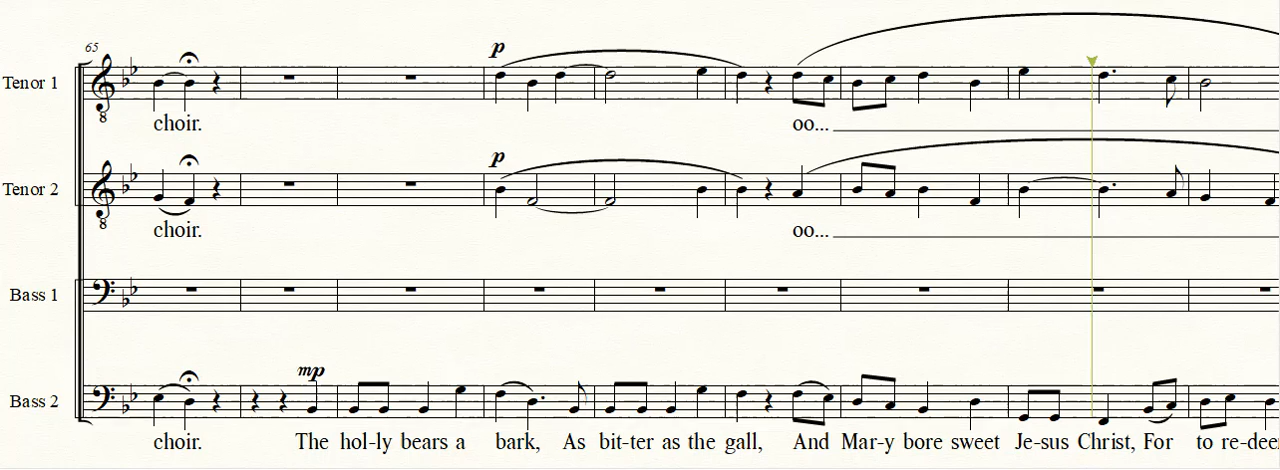 65
p
Tenor 1
choir. oo...
p
Tenor 2
choir. oo...
Bass 1
mp
Bass 2
choir. The hol-ly bears a bark, As bit-ter as the gall, And Mar-y bore sweet Je-sus Christ, For to re-dee